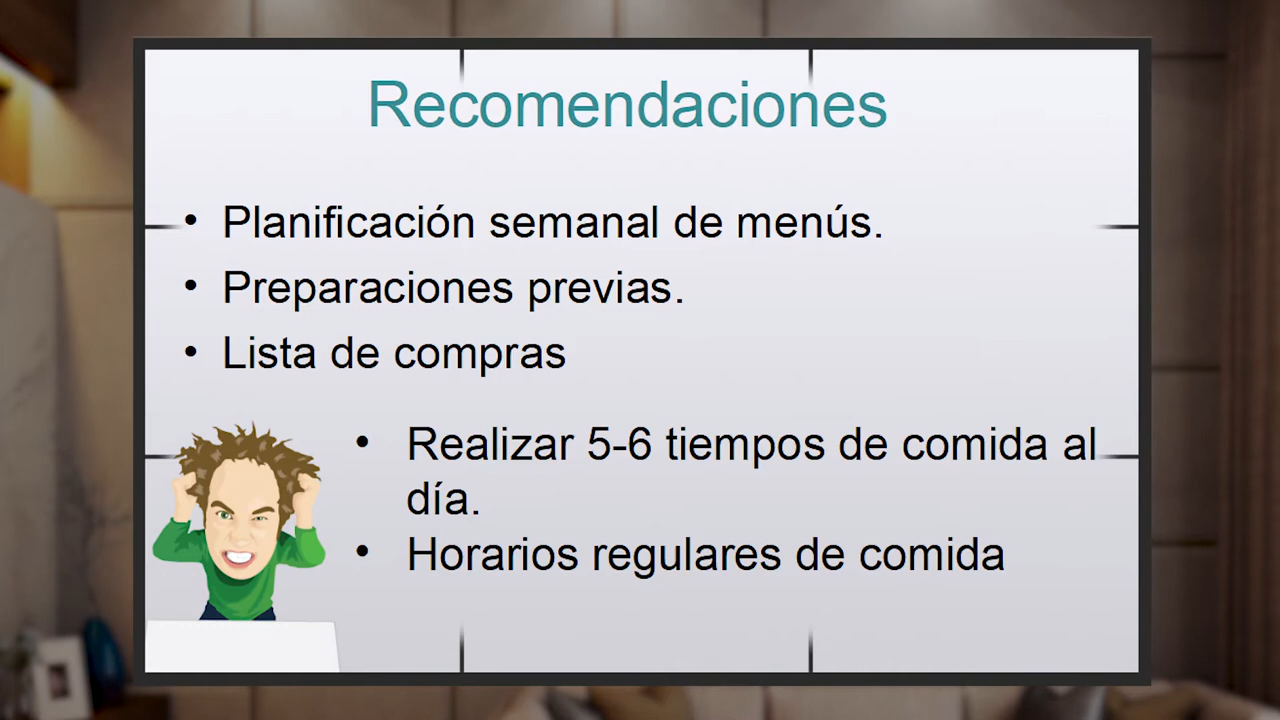 Recomendaciones
• Planificación semanal de menús.
• Preparaciones previas.
• Lista de compras
• Realizar 5-6 tiempos de comida al
día.
• Horarios regulares de comida